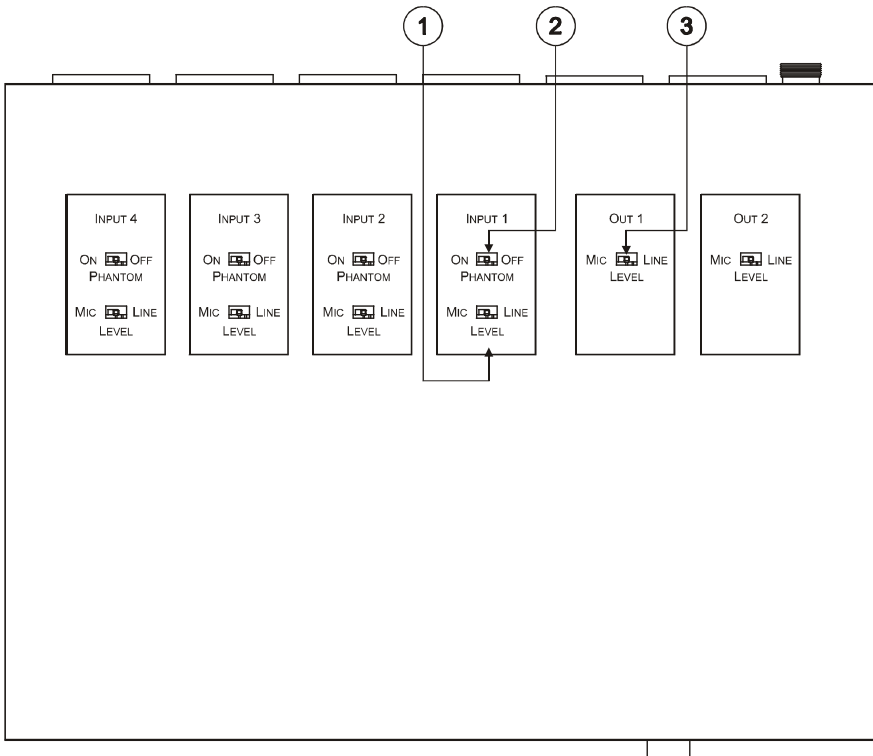 1 2 3
INPUT 4 INPUT 3 INPUT 2 INPUT 1 OUT 1 OUT 2
ON OFF ON OFF ON OFF ON OFF MIC LINE MIC LINE
PHANTOM PHANTOM PHANTOM PHANTOM LEVEL LEVEL
MIC LINE MIC LINE MIC LINE MIC LINE
LEVEL LEVEL LEVEL LEVEL